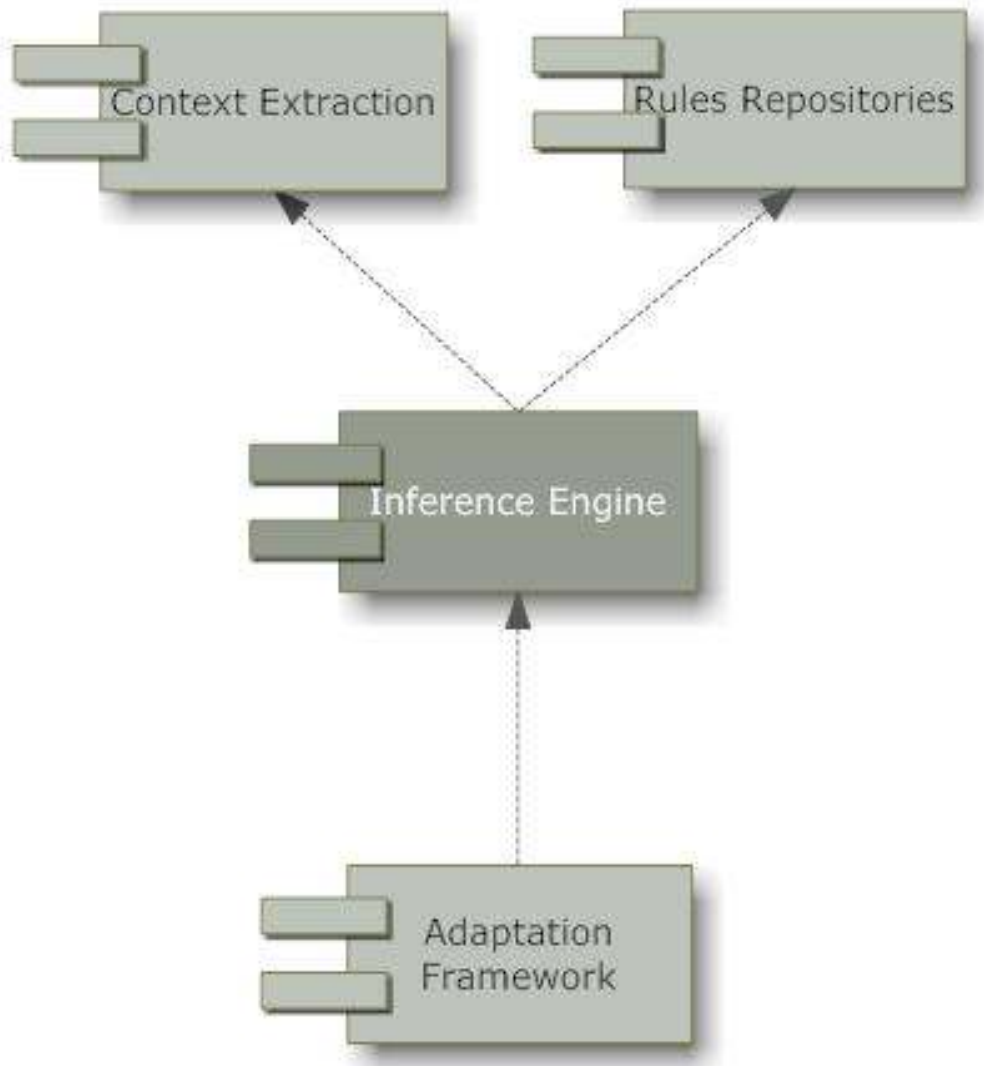 Context Extraction
Rules Repositories
Inference Engine
Adaptation
Framework